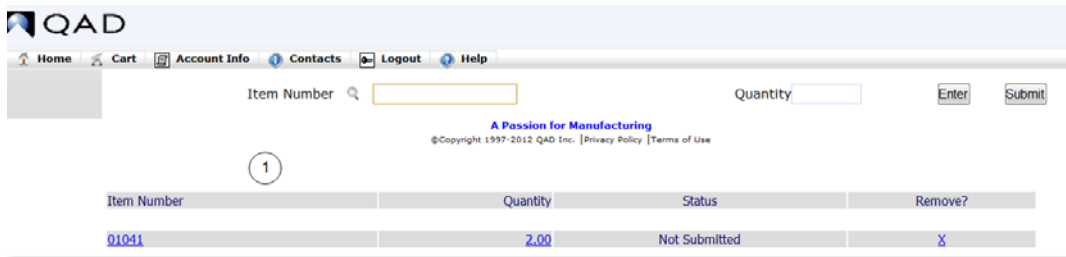 QAD
Home Cart Account Info Contacts Logout Help
Item Number Quantity Enter Submit
A Passion for Manufacturing
©Copyright 1997-2012 QAD Inc. |Privacy Policy |Terms of Use
1
Item Number Quantity Status Remove?
01041 2.00 Not Submitted X